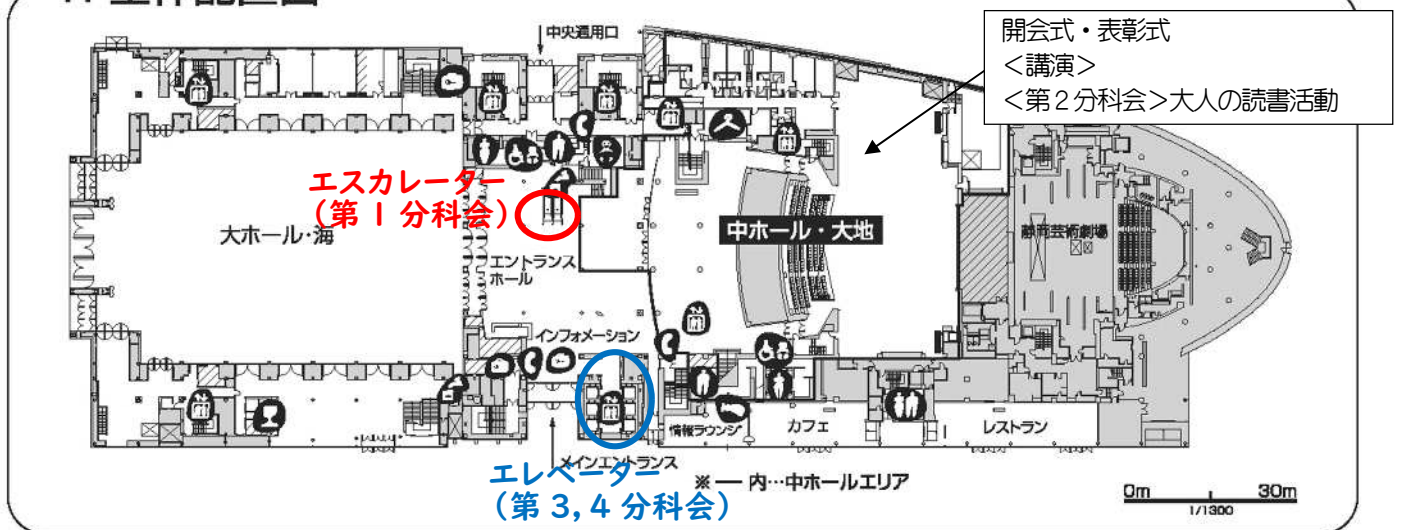 開会式・表彰式
<講演>
<第2分科会>大人の読書活動
中央通用口
エスカレーター
(第1分科会)
大ホール・海
エントランス
ホール
中ホール・大地
静岡芸術劇場
インフォメーション
情報ラウンジ
カフェ
レストラン
メインエントランス
エレベーター
(第3,4分科会)
※ ― 内…中ホールエリア
0m
30m
1/1300